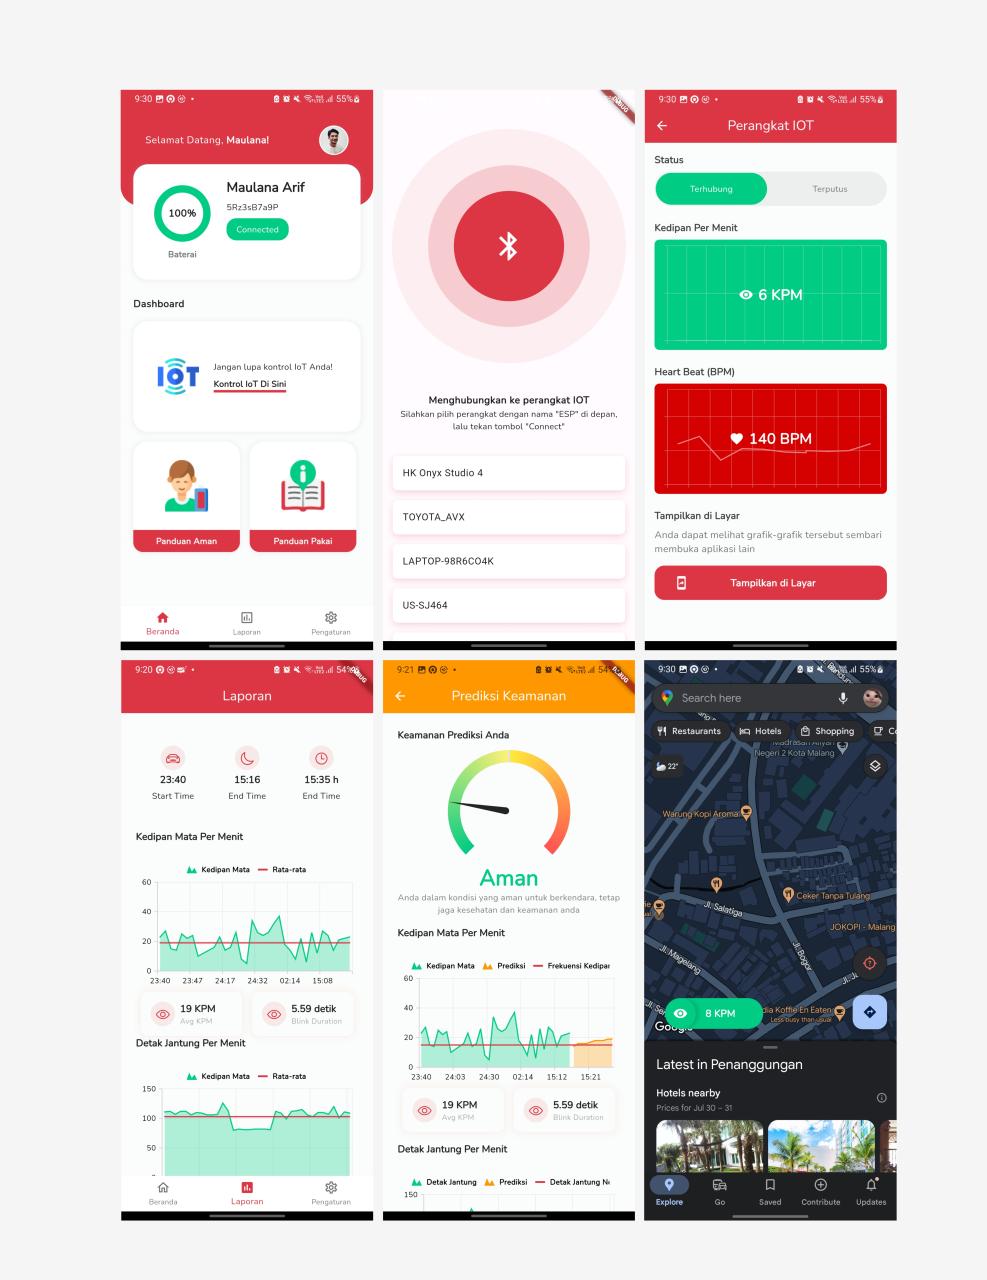 9:30
55%
Selamat Datang, Maulana!
100%
Baterai
Maulana Arif
5Rz3sB7a9P
Connected
Dashboard
IOT
Jangan lupa kontrol IoT Anda!
Kontrol IoT Di Sini
Panduan Aman
Panduan Pakai
Beranda
Laporan
Pengaturan
Menghubungkan ke perangkat IOT
Silahkan pilih perangkat dengan nama "ESP" di depan,
lalu tekan tombol "Connect"
HK Onyx Studio 4
TOYOTA_AVX
LAPTOP-98R6CO4K
US-SJ464
9:30
55%
Perangkat IOT
Status
Terhubung
Terputus
Kedipan Per Menit
6 KPM
Heart Beat (BPM)
140 BPM
Tampilkan di Layar
Anda dapat melihat grafik-grafik tersebut sembari
membuka aplikasi lain
Tampilkan di Layar
9:20
Laporan
23:40
Start Time
15:16
End Time
15:35 h
End Time
Kedipan Mata Per Menit
Kedipan Mata
Rata-rata
60
40
20
0
23:40 23:47 24:17 24:32 02:14 15:08
19 KPM
Avg KPM
5.59 detik
Blink Duration
Detak Jantung Per Menit
Kedipan Mata
Rata-rata
150
100
50
Beranda
Laporan
Pengaturan
9:21
Prediksi Keamanan
Keamanan Prediksi Anda
Aman
Anda dalam kondisi yang aman untuk berkendara, tetap
jaga kesehatan dan keamanan anda
Kedipan Mata Per Menit
Kedipan Mata
Prediksi
Frekuensi Kedipar
60
40
20
0
23:40 24:03 24:30 02:14 15:12 15:21
19 KPM
Avg KPM
5.59 detik
Blink Duration
Detak Jantung Per Menit
Detak Jantung
Prediksi
Detak Jantung
150
9:30
55%
Search here
Restaurants
Hotels
Shopping
Madrasah Aliyah
Negeri 2 Kota Malang
22°
Warung Kopi Aroma
Ceker Tanpa Tulang
Jl. Salatiga
JOKOPI - Malang
Jl. Magelang
Jl. Bogor
8 KPM
Koffie En Eaten
Less busy than usual
Google
Latest in Penanggungan
Hotels nearby
Prices for Jul 30 – 31
Explore
Go
Saved
Contribute
Updates